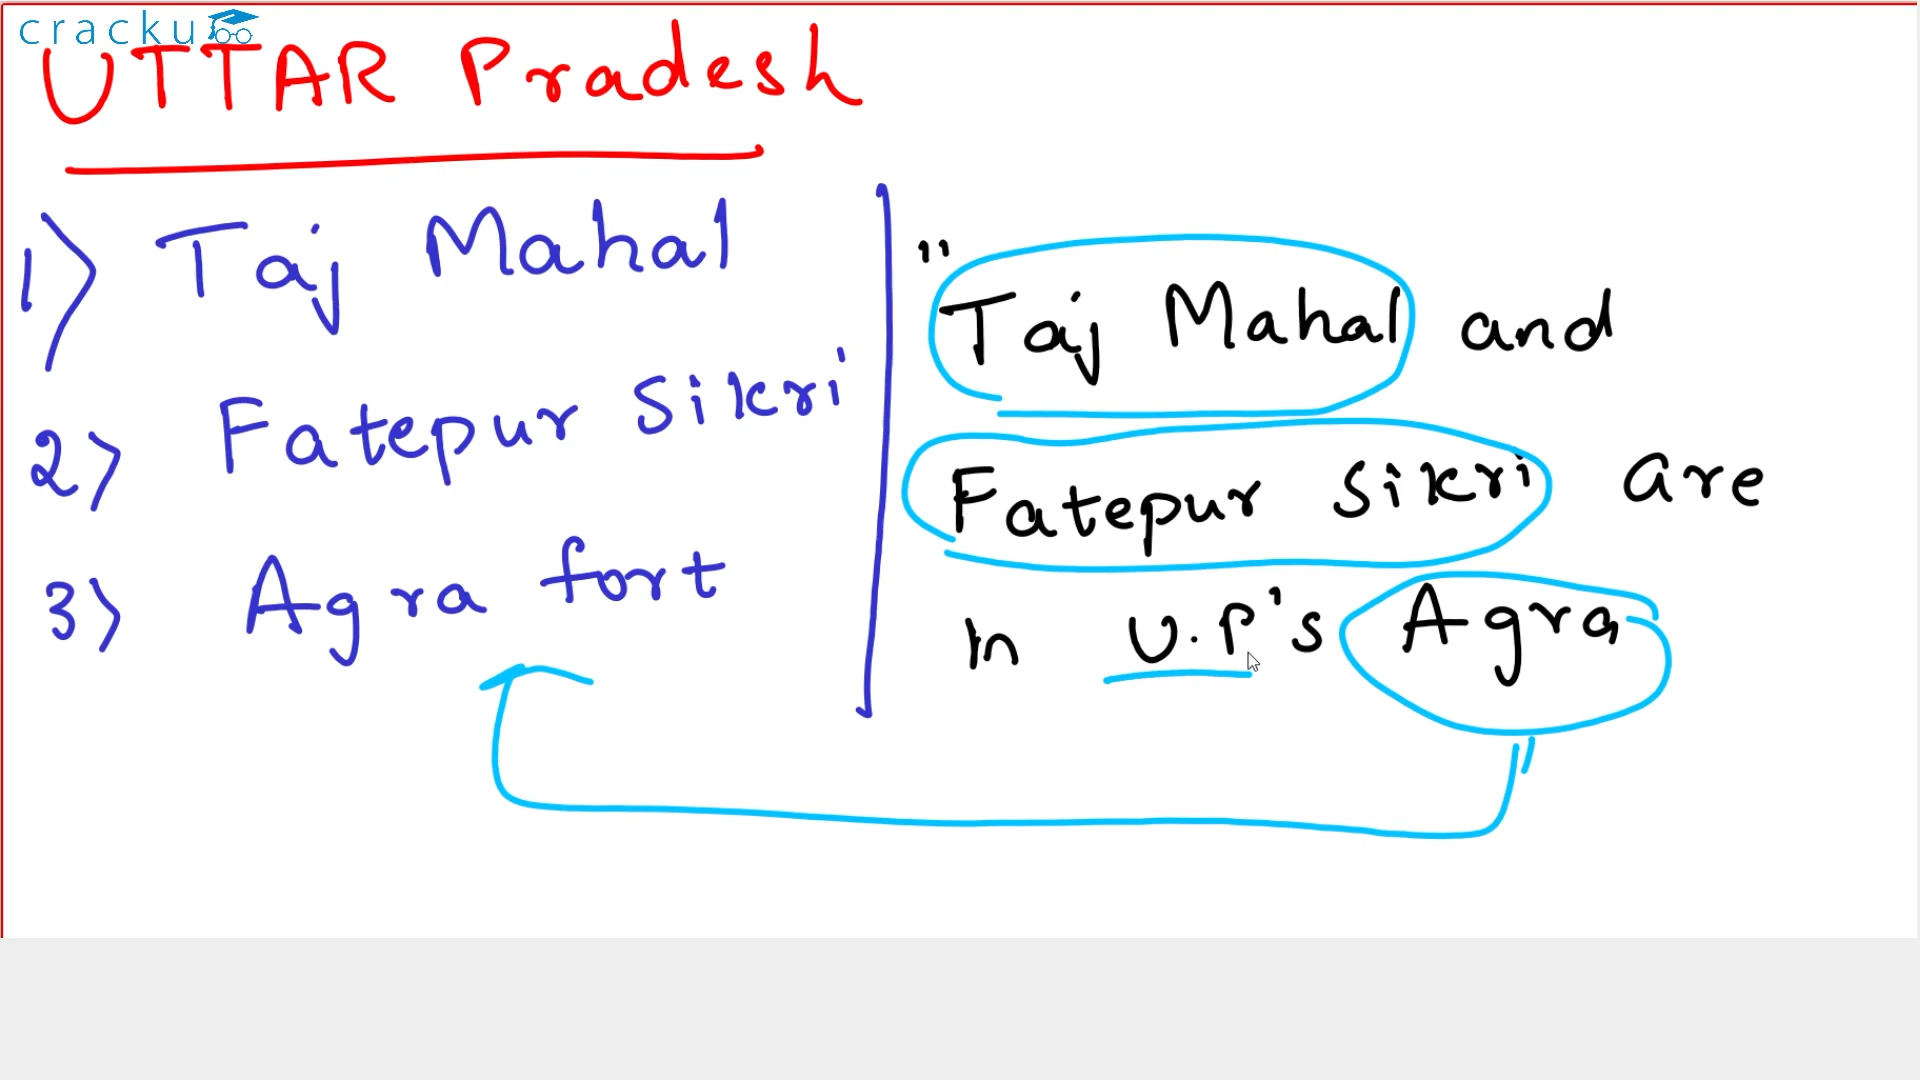 cracku
UTTAR Pradesh
1) Taj Mahal
2) Fatepur Sikri
3) Agra fort
"Taj Mahal and
Fatepur Sikri are
in U.P's Agra